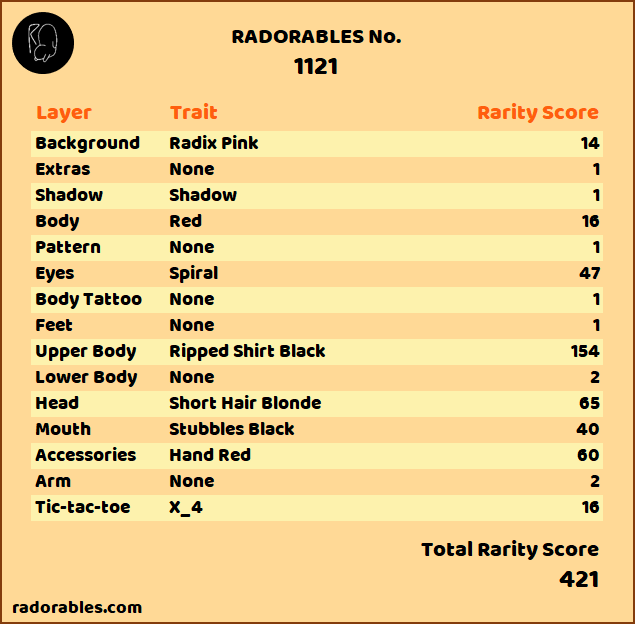 RADORABLES No.
1121
Layer Trait Rarity Score
Background Radix Pink 14
Extras None 1
Shadow Shadow 1
Body Red 16
Pattern None 1
Eyes Spiral 47
Body Tattoo None 1
Feet None 1
Upper Body Ripped Shirt Black 154
Lower Body None 2
Head Short Hair Blonde 65
Mouth Stubbles Black 40
Accessories Hand Red 60
Arm None 2
Tic-tac-toe X_4 16
Total Rarity Score
421
radorables.com